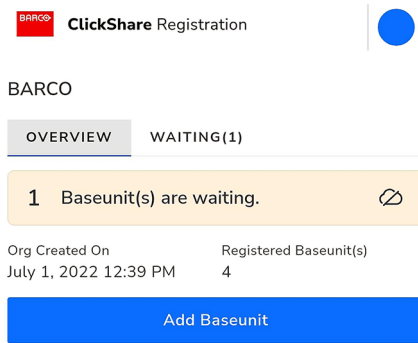 BARCO
ClickShare Registration
BARCO
OVERVIEW WAITING(1)
1 Baseunit(s) are waiting.
Org Created On Registered Baseunit(s)
July 1, 2022 12:39 PM 4
Add Baseunit